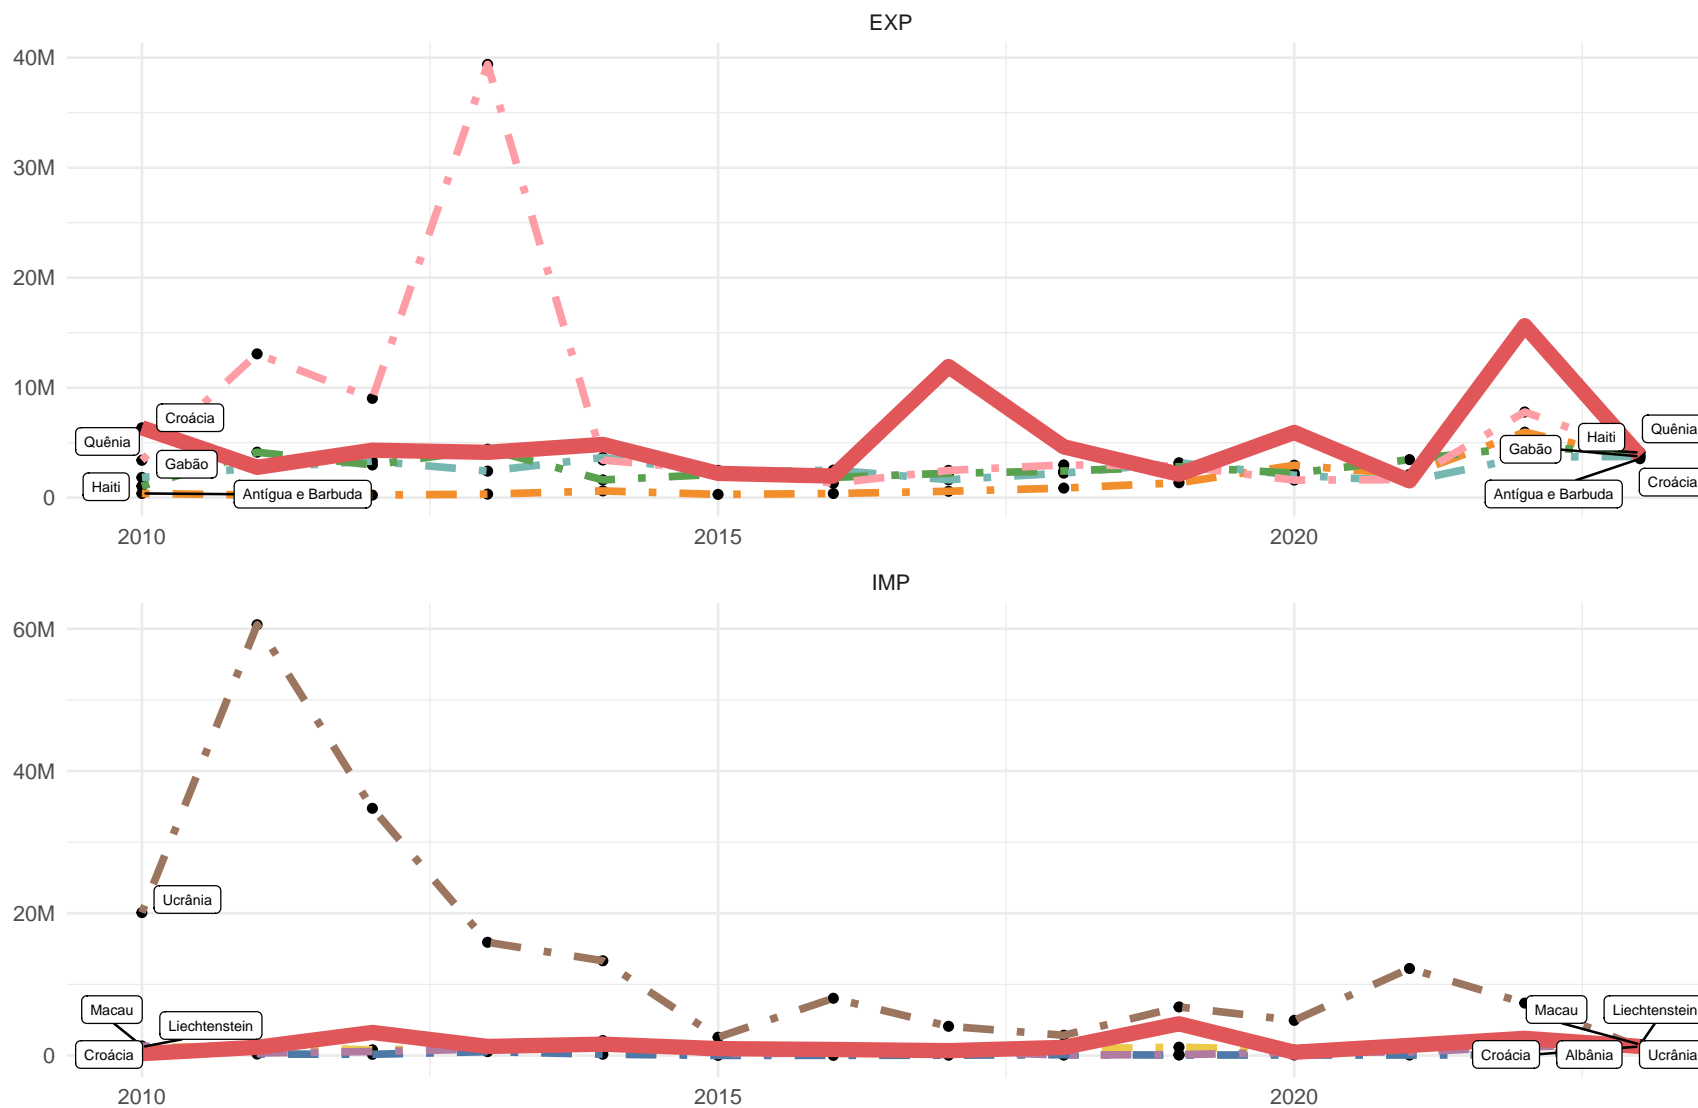 EXP
40M
30M
20M
10M
0
Croácia
Quênia
Gabão
Haiti
Antígua e Barbuda
Quênia
Haiti
Gabão
Croácia
Antígua e Barbuda
2010 2015 2020
IMP
60M
40M
20M
0
Ucrânia
Macau
Liechtenstein
Croácia
Macau
Liechtenstein
Croácia
Albânia
Ucrânia
2010 2015 2020